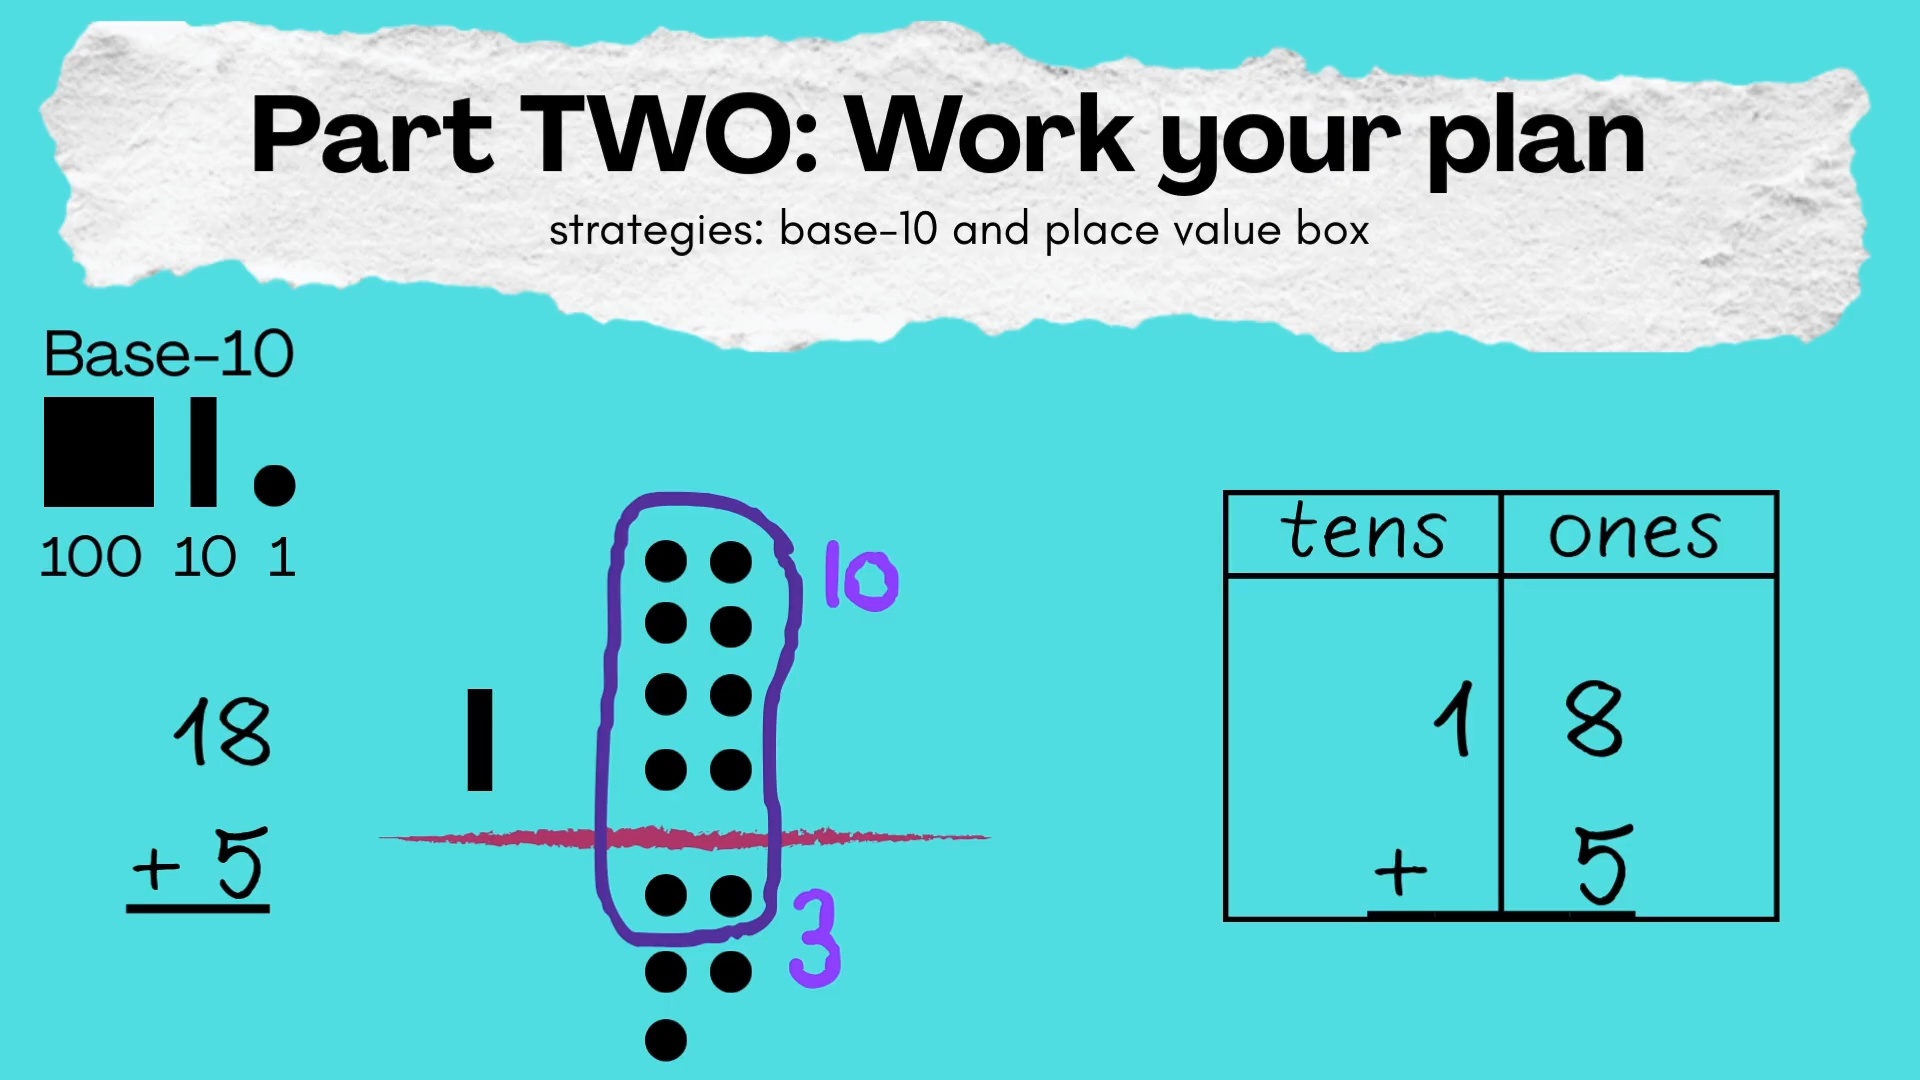 Part TWO: Work your plan
strategies: base-10 and place value box
Base-10
100 10 1
18
+ 5
10
3
tens ones
1 8
+ 5